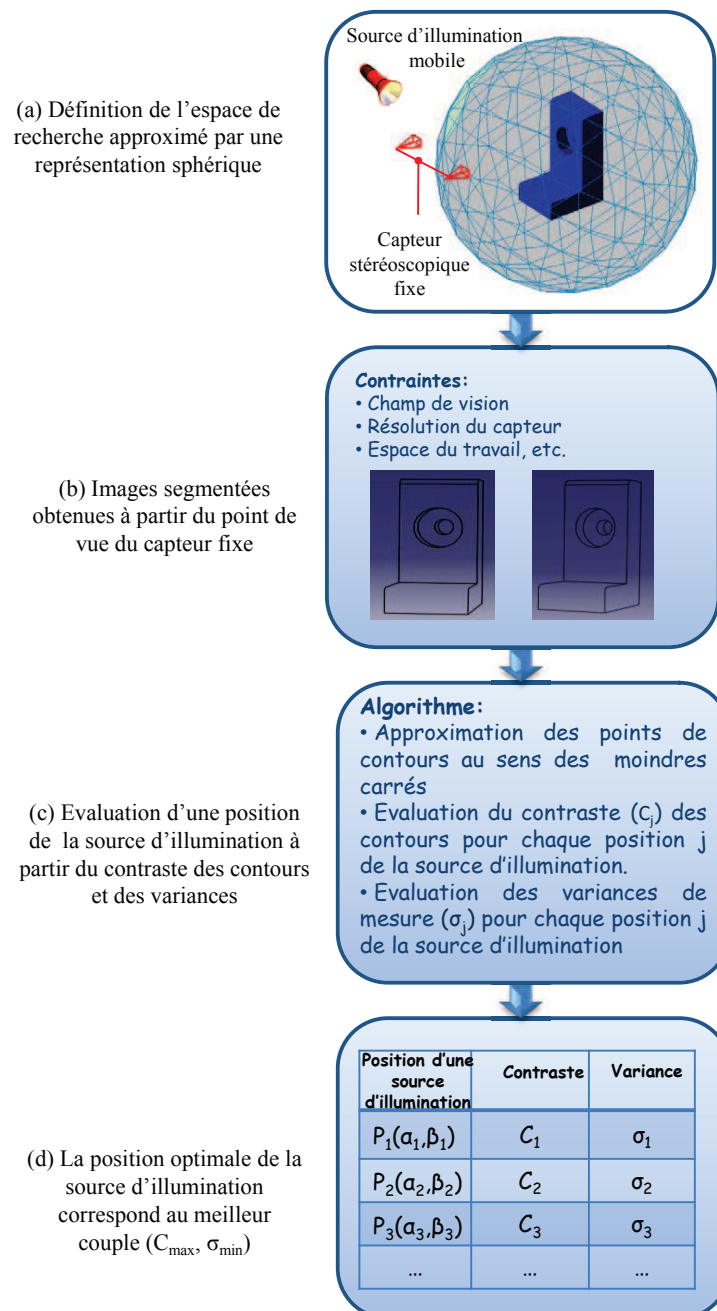 (a) Définition de l'espace de
recherche approximé par une
représentation sphérique
Source d'illumination
mobile
Capteur
stéréoscopique
fixe
(b) Images segmentées
obtenues à partir du point de
vue du capteur fixe
Contraintes:
• Champ de vision
• Résolution du capteur
• Espace du travail, etc.
(c) Evaluation d'une position
de la source d'illumination à
partir du contraste des contours
et des variances
Algorithme:
• Approximation des points de
contours au sens des moindres
carrés
• Evaluation du contraste (Cj) des
contours pour chaque position j
de la source d'illumination.
• Evaluation des variances de
mesure (σj) pour chaque position j
de la source d'illumination
(d) La position optimale de la
source d'illumination
correspond au meilleur
couple (Cmax, σmin)
Position d'une
source
d'illumination
Contraste
Variance
P1(α1,β1) C1 σ1
P2(α2,β2) C2 σ2
P3(α3,β3) C3 σ3
... ... ...